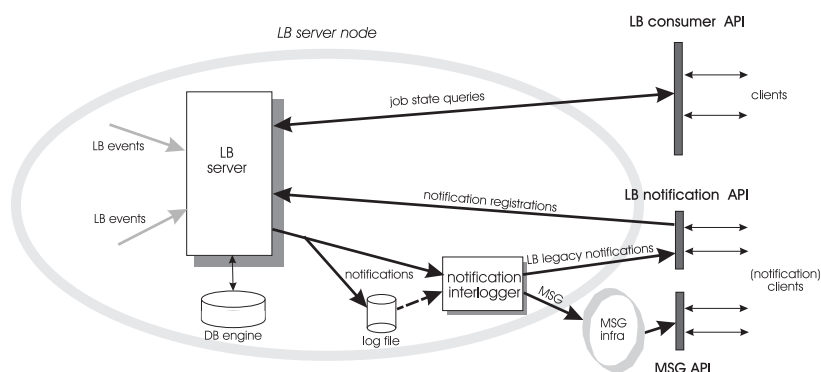 LB consumer API
LB server node
job state queries
clients
LB events
LB
server
LB events
notification registrations
LB notification API
LB legacy notifications
notifications
notification
interlogger
(notification)
clients
MSG
MSG
infra
DB engine
log file
MSG API